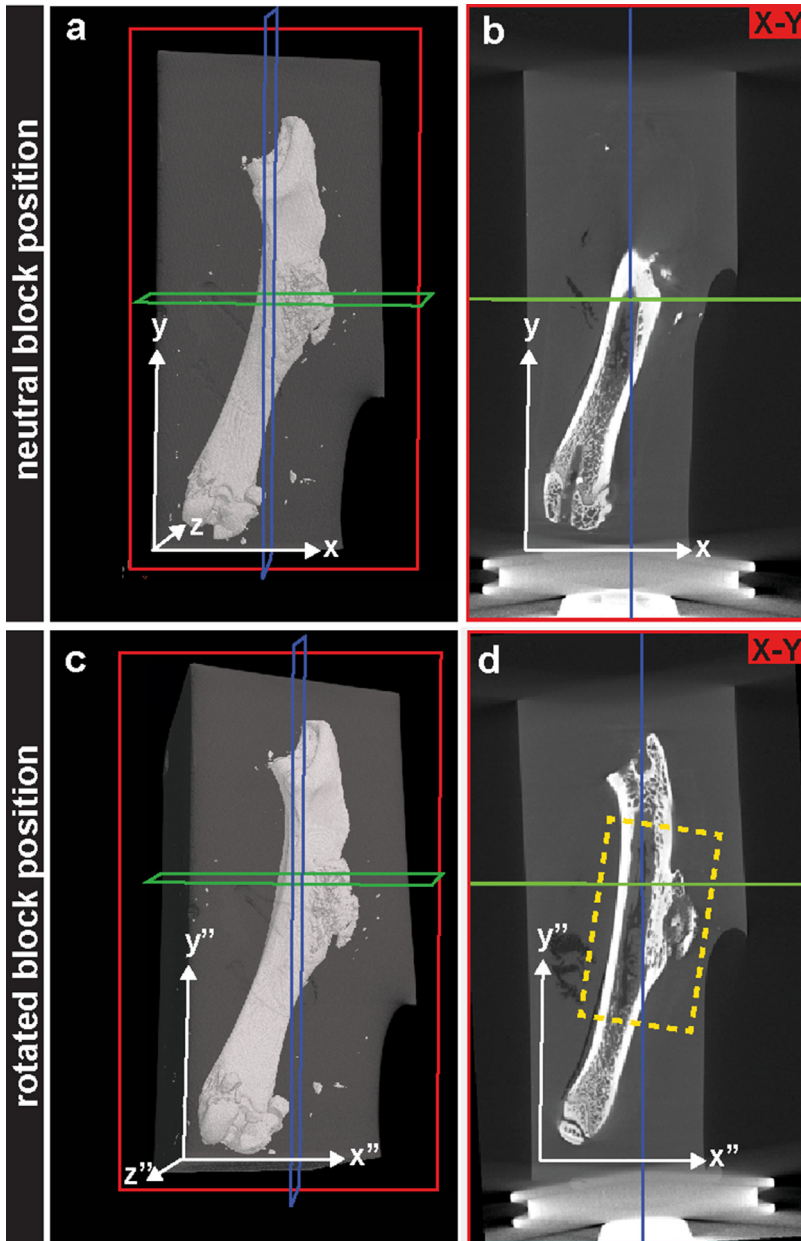 neutral block position
a
y
z
x
b
X-Y
y
x
rotated block position
c
y”
x”
z”
d
X-Y
y”
x”